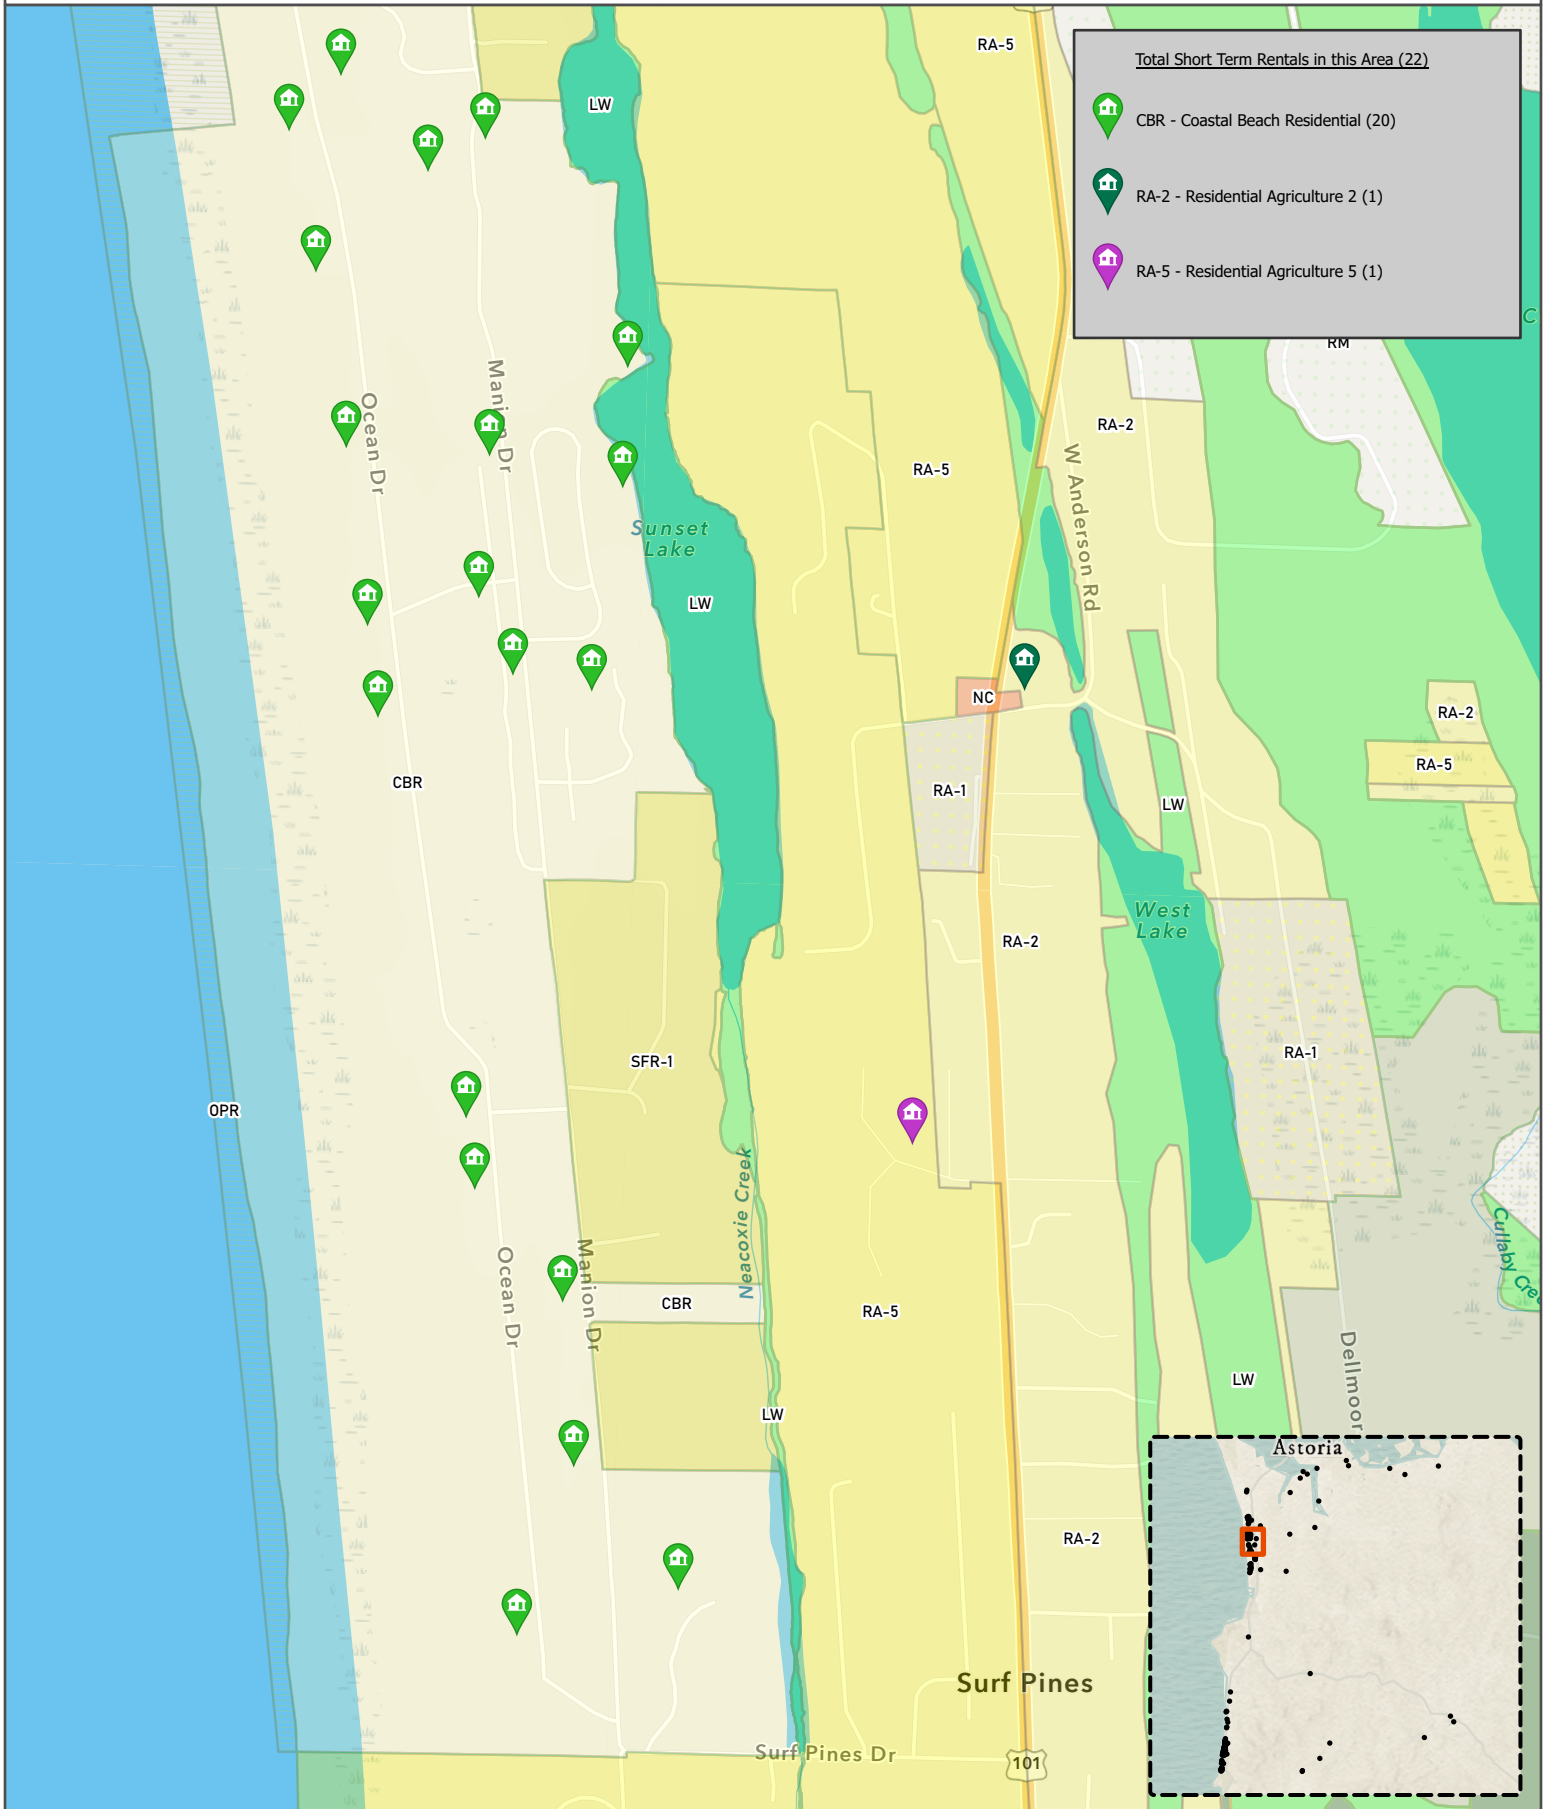 RA-5
Total Short Term Rentals in this Area (22)
CBR - Coastal Beach Residential (20)
RA-2 - Residential Agriculture 2 (1)
RA-5 - Residential Agriculture 5 (1)
LW
C
RM
Manion Dr
Ocean Dr
RA-2
RA-5
W Anderson Rd
Sunset
Lake
LW
NC
RA-2
RA-5
CBR
RA-1
LW
West
Lake
RA-2
SFR-1
RA-1
OPR
Neacoxie Creek
Cullaby Cree
Ocean Dr
Manion Dr
CBR
RA-5
Dellmoor
LW
LW
Astoria
RA-2
Surf Pines
Surf Pines Dr
101